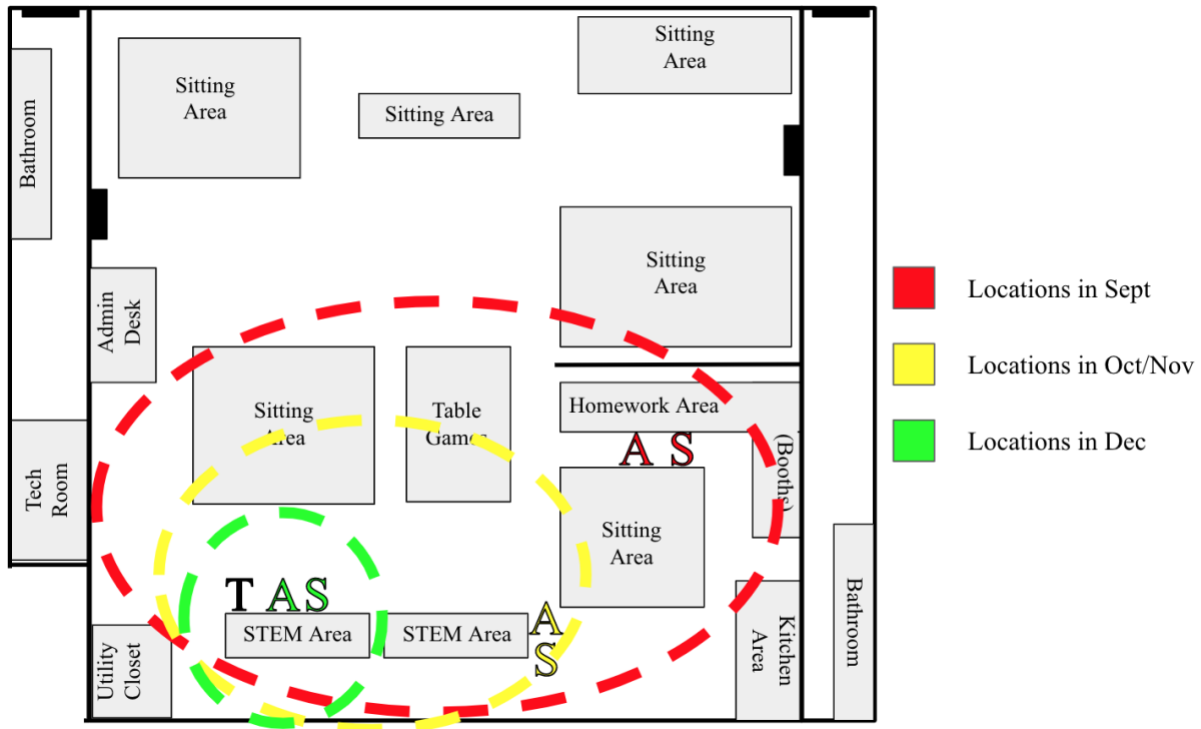 Sitting
Area
Sitting Area
Sitting
Area
Bathroom
Sitting
Area
Admin
Desk
Locations in Sept
Locations in Oct/Nov
Locations in Dec
Sitting
Area
Table
Games
Homework Area
(Booths)
A S
Tech
Room
Sitting
Area
T A S
STEM Area
STEM Area
A
S
Utility
Closet
Kitchen
Area
Bathroom